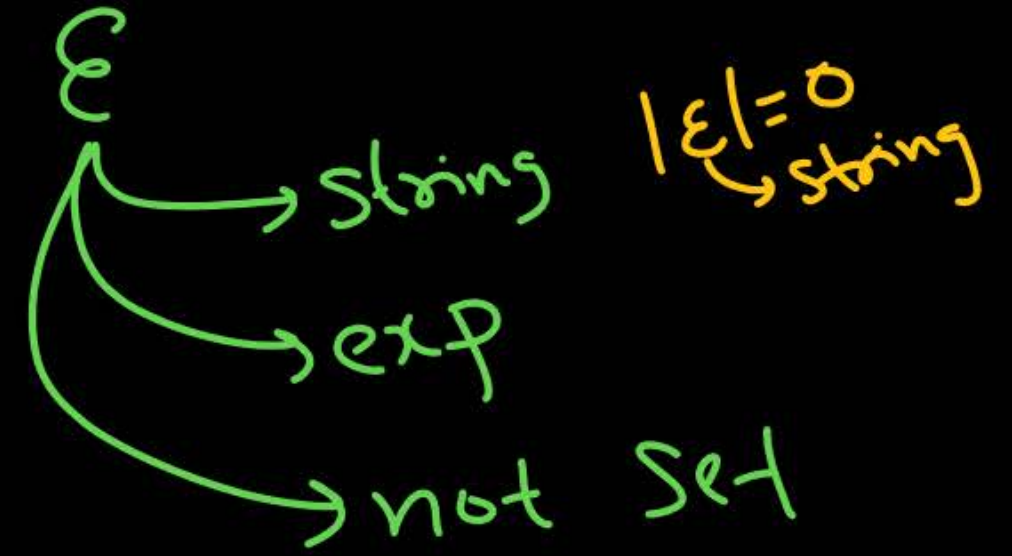 ε
|ε| = 0
→ string
→ string
→ exp
→ not set